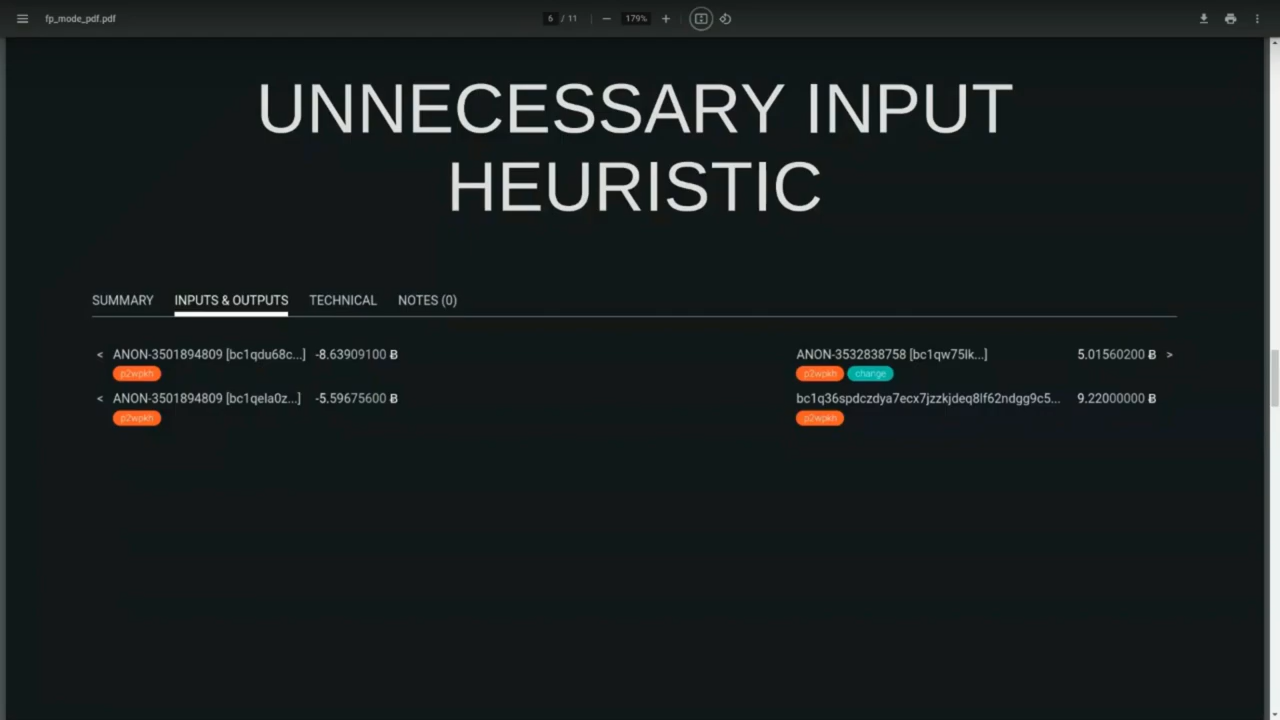 fp_mode_pdf.pdf
6 / 11
179%
UNNECESSARY INPUT
HEURISTIC
SUMMARY INPUTS & OUTPUTS TECHNICAL NOTES (0)
< ANON-3501894809 [bc1qdu68c...] -8.63909100 Ƀ
p2wpkh
< ANON-3501894809 [bc1qela0z...] -5.59675600 Ƀ
p2wpkh
ANON-3532838758 [bc1qw75lk...] 5.01560200 Ƀ >
p2wpkh change
bc1q36spdczdya7ecx7jzzkjdeq8lf62ndgg9c5... 9.22000000 Ƀ
p2wpkh